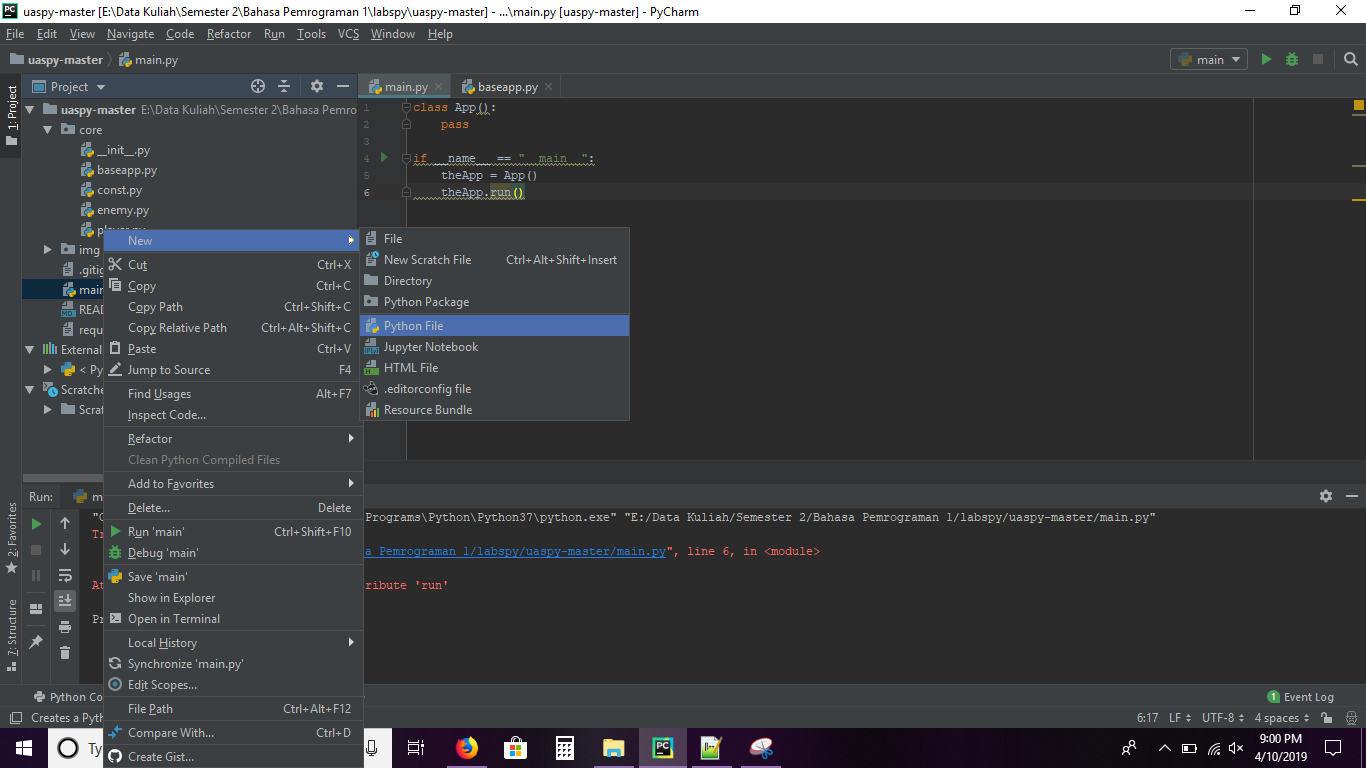 uaspy-master [E:\Data Kuliah\Semester 2\Bahasa Pemrograman 1\labspy\uaspy-master] - ...\main.py [uaspy-master] - PyCharm
File Edit View Navigate Code Refactor Run Tools VCS Window Help
uaspy-master main.py main
1: Project
Project
main.py baseapp.py
uaspy-master E:\Data Kuliah\Semester 2\Bahasa Pemro
core
__init__.py
baseapp.py
const.py
enemy.py
player.py
img
.gitig
main
READ
requ
External
< Py
Scratche
Scrat
1 class App():
2 pass
3
4 if __name__ == "__main__":
5 theApp = App()
6 theApp.run()
New
Cut Ctrl+X
Copy Ctrl+C
Copy Path Ctrl+Shift+C
Copy Relative Path Ctrl+Alt+Shift+C
Paste Ctrl+V
Jump to Source F4
Find Usages Alt+F7
Inspect Code...
Refactor
Clean Python Compiled Files
Add to Favorites
Delete... Delete
Run 'main' Ctrl+Shift+F10
Debug 'main'
Save 'main'
Show in Explorer
Open in Terminal
Local History
Synchronize 'main.py'
Edit Scopes...
File Path Ctrl+Alt+F12
Compare With... Ctrl+D
Create Gist...
File
New Scratch File Ctrl+Alt+Shift+Insert
Directory
Python Package
Python File
Jupyter Notebook
HTML File
.editorconfig file
Resource Bundle
Run: m
"C Programs\Python\Python37\python.exe" "E:/Data Kuliah/Semester 2/Bahasa Pemrograman 1/labspy/uaspy-master/main.py"
Tr
a Pemrograman 1/labspy/uaspy-master/main.py", line 6, in <module>
At ribute 'run'
Pr
2: Favorites
7: Structure
Python Co 1 Event Log
Creates a Pyth 6:17 LF UTF-8 4 spaces
Ty
9:00 PM
4/10/2019